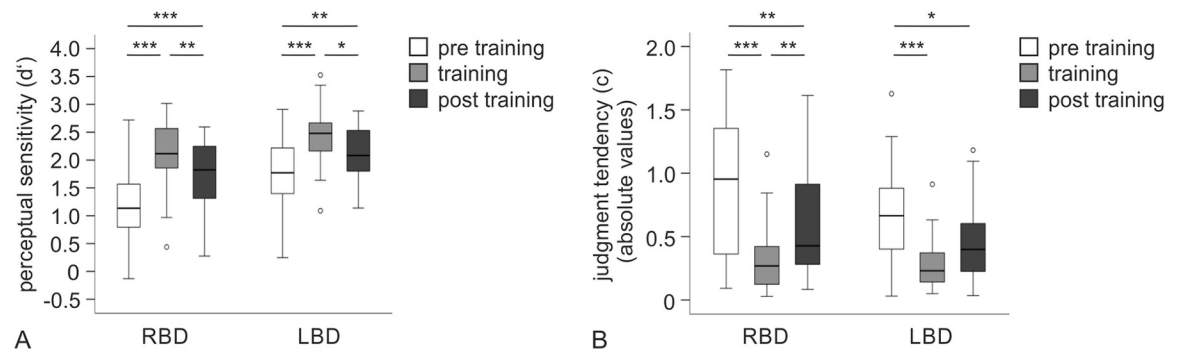 *** **
*** ** *** *
4.0
3.5
3.0
2.5
2.0
1.5
1.0
0.5
0
-0.5
perceptual sensitivity (d')
RBD LBD
pre training
training
post training
A
** *
*** ** ***
2.0
1.5
1.0
0.5
0
judgment tendency (c)
(absolute values)
RBD LBD
pre training
training
post training
B